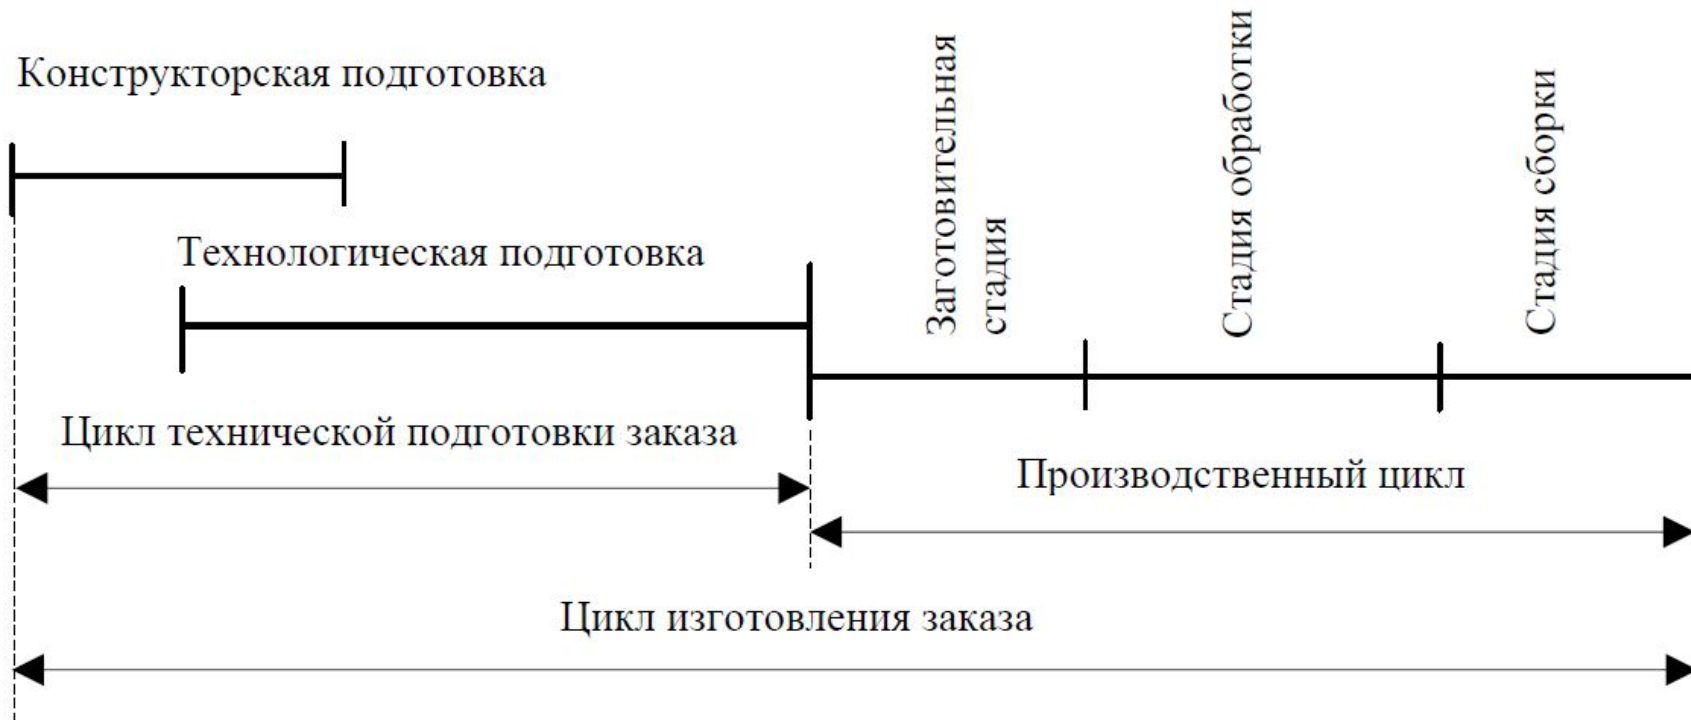 Конструкторская подготовка
Технологическая подготовка
Заготовительная
стадия
Стадия обработки
Стадия сборки
Цикл технической подготовки заказа
Производственный цикл
Цикл изготовления заказа